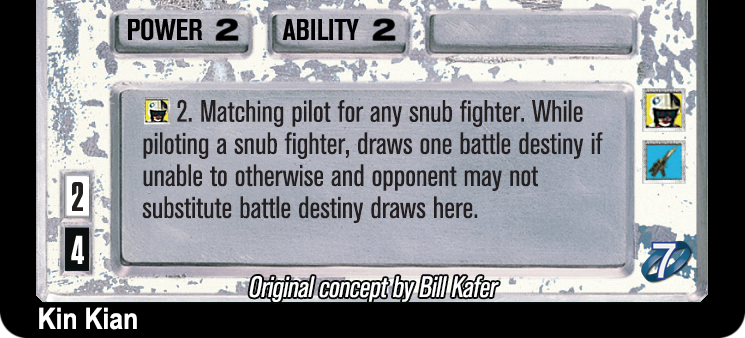 POWER 2 ABILITY 2
2. Matching pilot for any snub fighter. While
piloting a snub fighter, draws one battle destiny if
unable to otherwise and opponent may not
substitute battle destiny draws here.
2
4
7
Original concept by Bill Kafer
Kin Kian